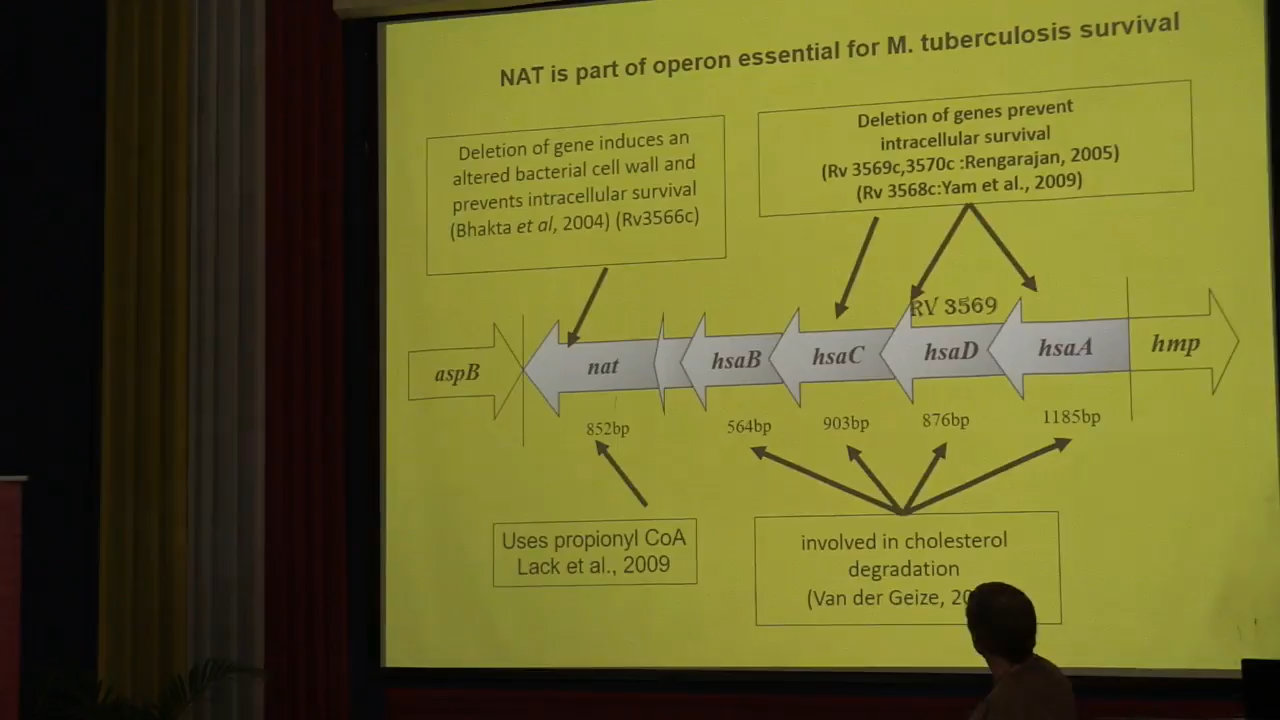 NAT is part of operon essential for M. tuberculosis survival
Deletion of gene induces an
altered bacterial cell wall and
prevents intracellular survival
(Bhakta et al, 2004) (Rv3566c)
Deletion of genes prevent
intracellular survival
(Rv 3569c,3570c :Rengarajan, 2005)
(Rv 3568c:Yam et al., 2009)
RV 3569
aspB
nat
hsaB
hsaC
hsaD
hsaA
hmp
852bp
564bp
903bp
876bp
1185bp
Uses propionyl CoA
Lack et al., 2009
involved in cholesterol
degradation
(Van der Geize,